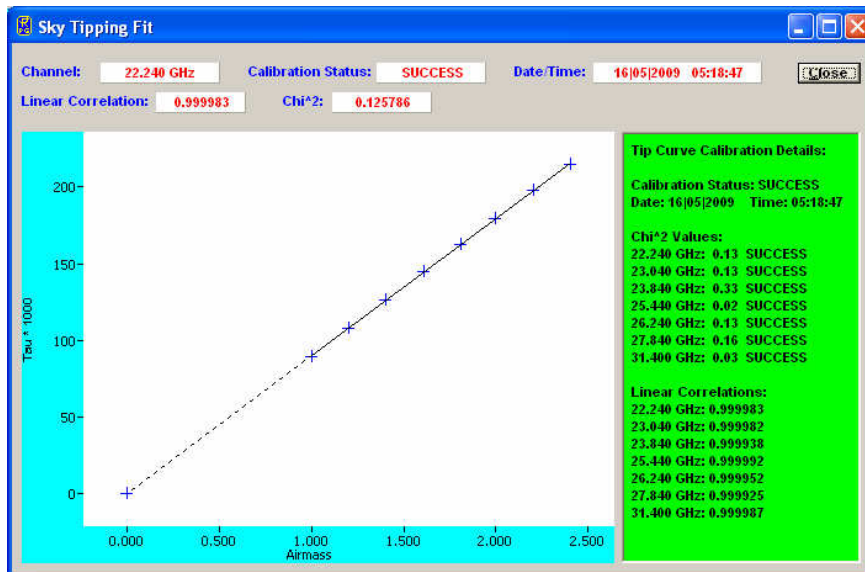 Sky Tipping Fit
Channel: 22.240 GHz Calibration Status: SUCCESS Date/Time: 16|05|2009 05:18:47 Close
Linear Correlation: 0.999983 Chi^2: 0.125786
Tau * 1000
200
150
100
50
0
0.000 0.500 1.000 1.500 2.000 2.500
Airmass
Tip Curve Calibration Details:
Calibration Status: SUCCESS
Date: 16|05|2009 Time: 05:18:47
Chi^2 Values:
22.240 GHz: 0.13 SUCCESS
23.040 GHz: 0.13 SUCCESS
23.840 GHz: 0.33 SUCCESS
25.440 GHz: 0.02 SUCCESS
26.240 GHz: 0.13 SUCCESS
27.840 GHz: 0.16 SUCCESS
31.400 GHz: 0.03 SUCCESS
Linear Correlations:
22.240 GHz: 0.999983
23.040 GHz: 0.999982
23.840 GHz: 0.999938
25.440 GHz: 0.999992
26.240 GHz: 0.999952
27.840 GHz: 0.999925
31.400 GHz: 0.999987